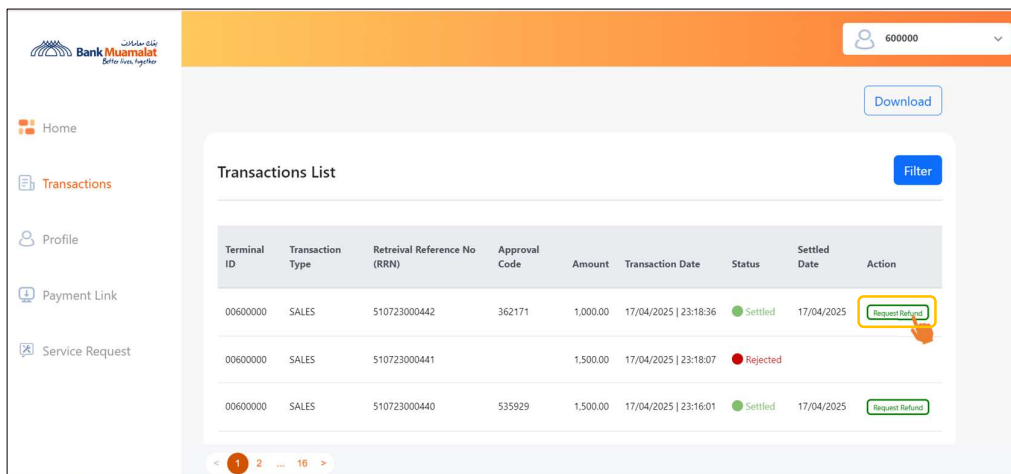 بنك معاملات
Bank Muamalat
Better lives, together
600000
Download
Home
Transactions
Profile
Payment Link
Service Request
Transactions List
Filter
Terminal ID Transaction Type Retreival Reference No (RRN) Approval Code Amount Transaction Date Status Settled Date Action
00600000 SALES 510723000442 362171 1,000.00 17/04/2025 | 23:18:36 Settled 17/04/2025 Request Refund
00600000 SALES 510723000441 1,500.00 17/04/2025 | 23:18:07 Rejected
00600000 SALES 510723000440 535929 1,500.00 17/04/2025 | 23:16:01 Settled 17/04/2025 Request Refund
< 1 2 ... 16 >